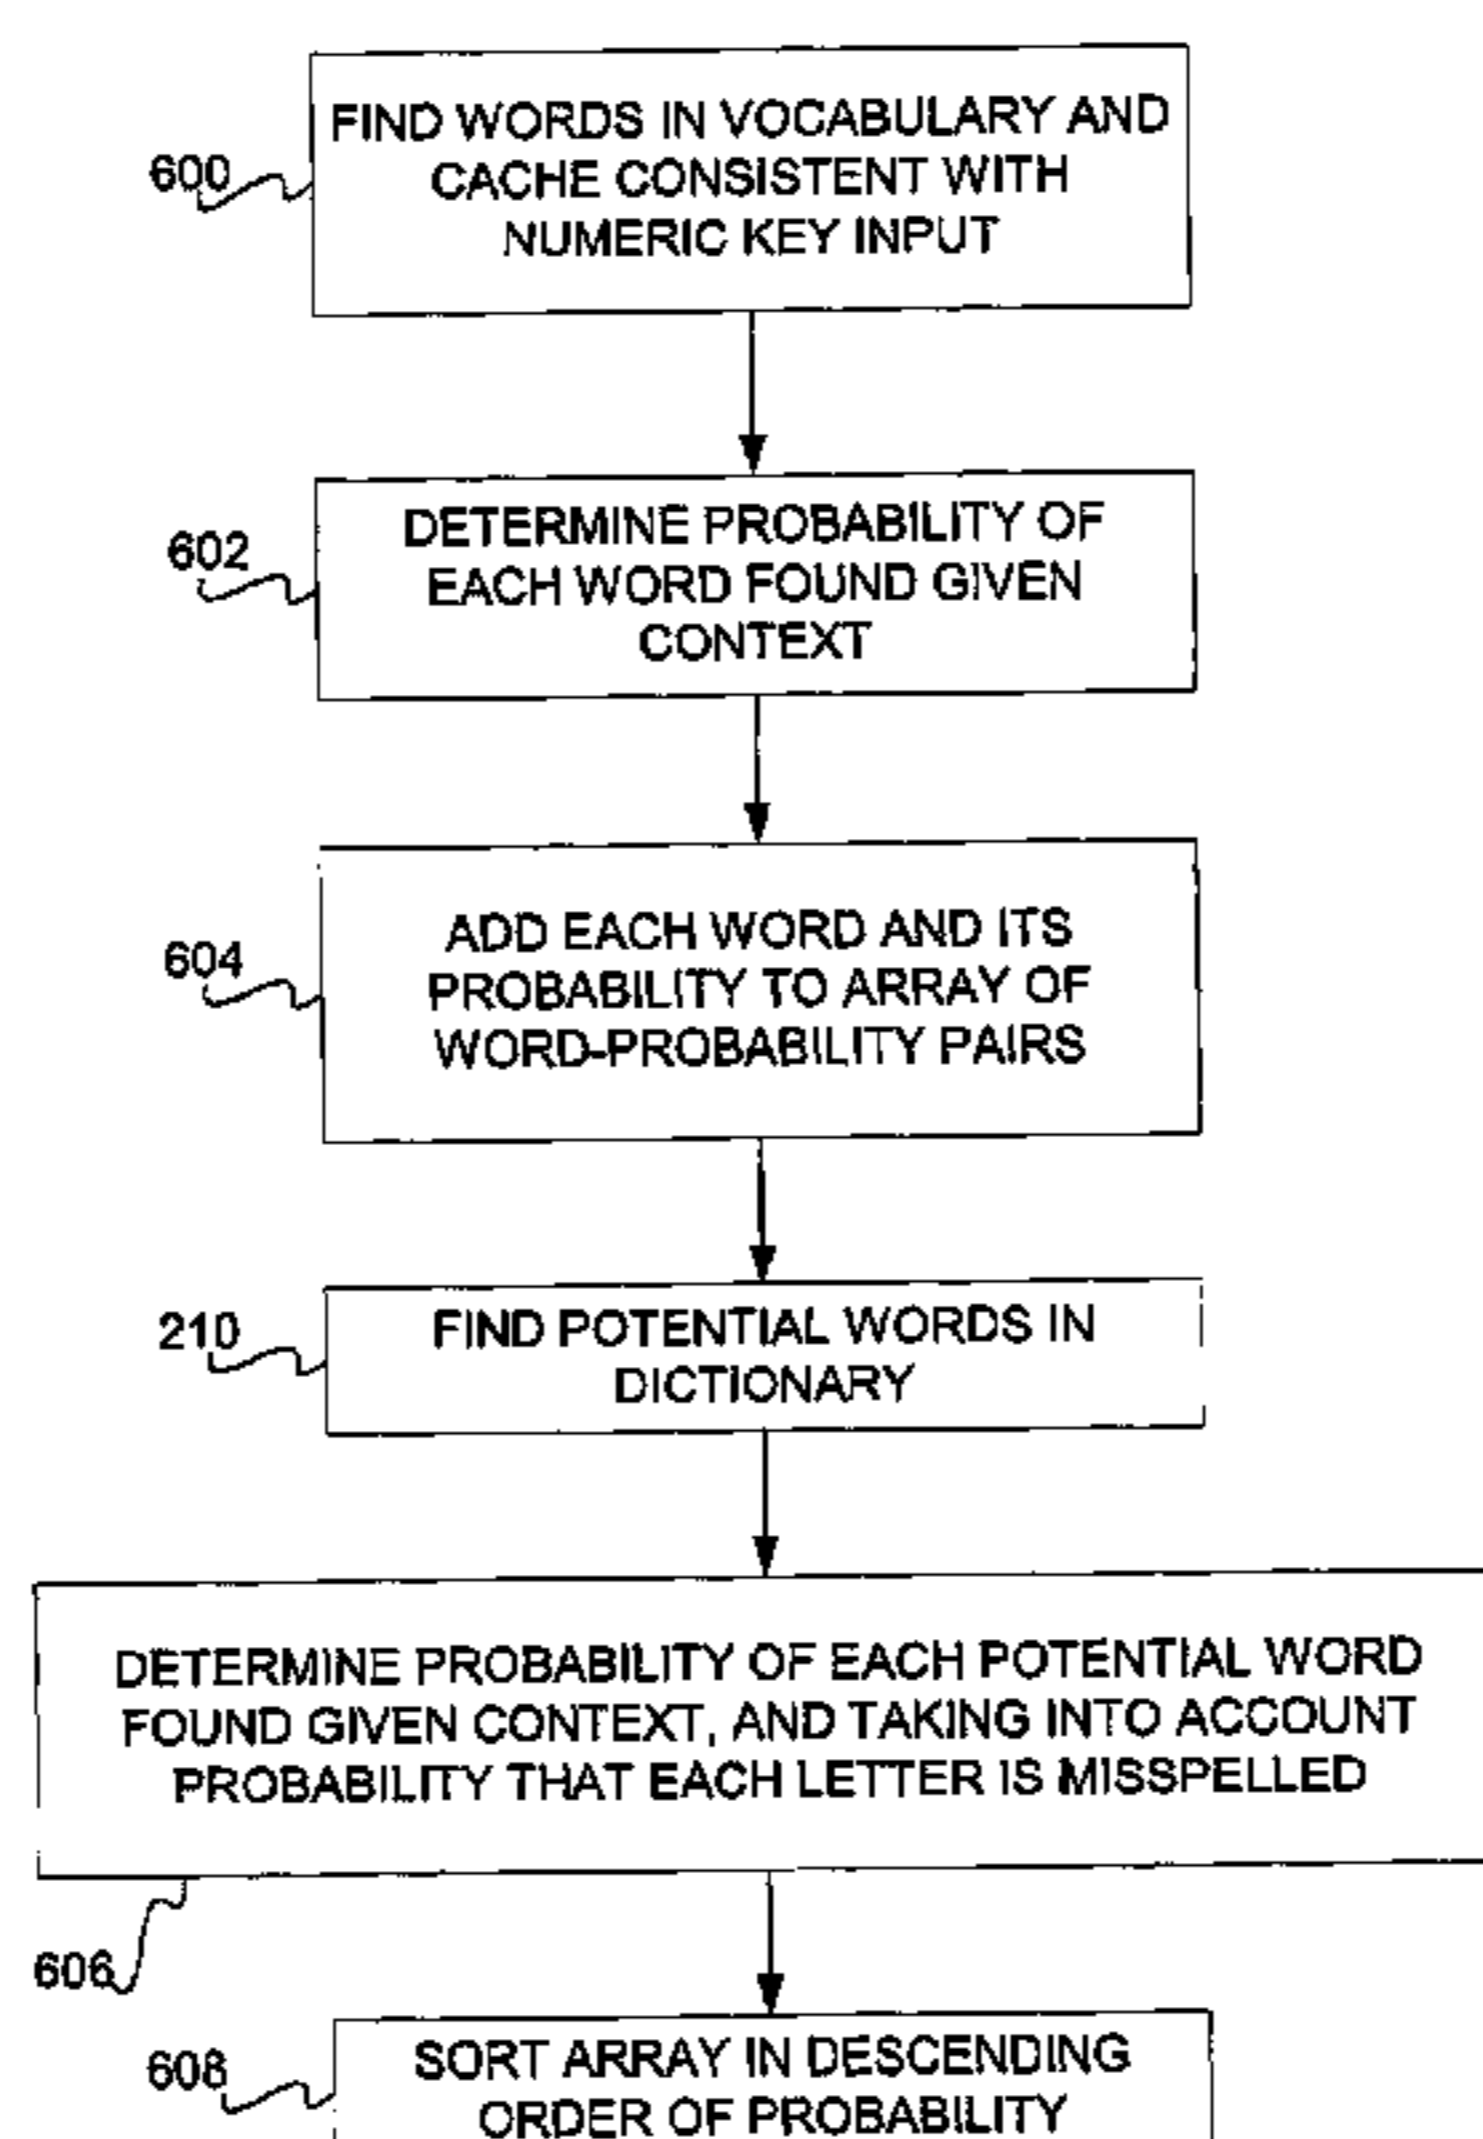 FIND WORDS IN VOCABULARY AND
600
CACHE CONSISTENT WITH
NUMERIC KEY INPUT
DETERMINE PROBABILITY OF
602
EACH WORD FOUND GIVEN
CONTEXT
ADD EACH WORD AND ITS
604
PROBABILITY TO ARRAY OF
WORD-PROBABILITY PAIRS
210
FIND POTENTIAL WORDS IN
DICTIONARY
DETERMINE PROBABILITY OF EACH POTENTIAL WORD
FOUND GIVEN CONTEXT, AND TAKING INTO ACCOUNT
PROBABILITY THAT EACH LETTER IS MISSPELLED
606
608
SORT ARRAY IN DESCENDING
ORDER OF PROBABILITY